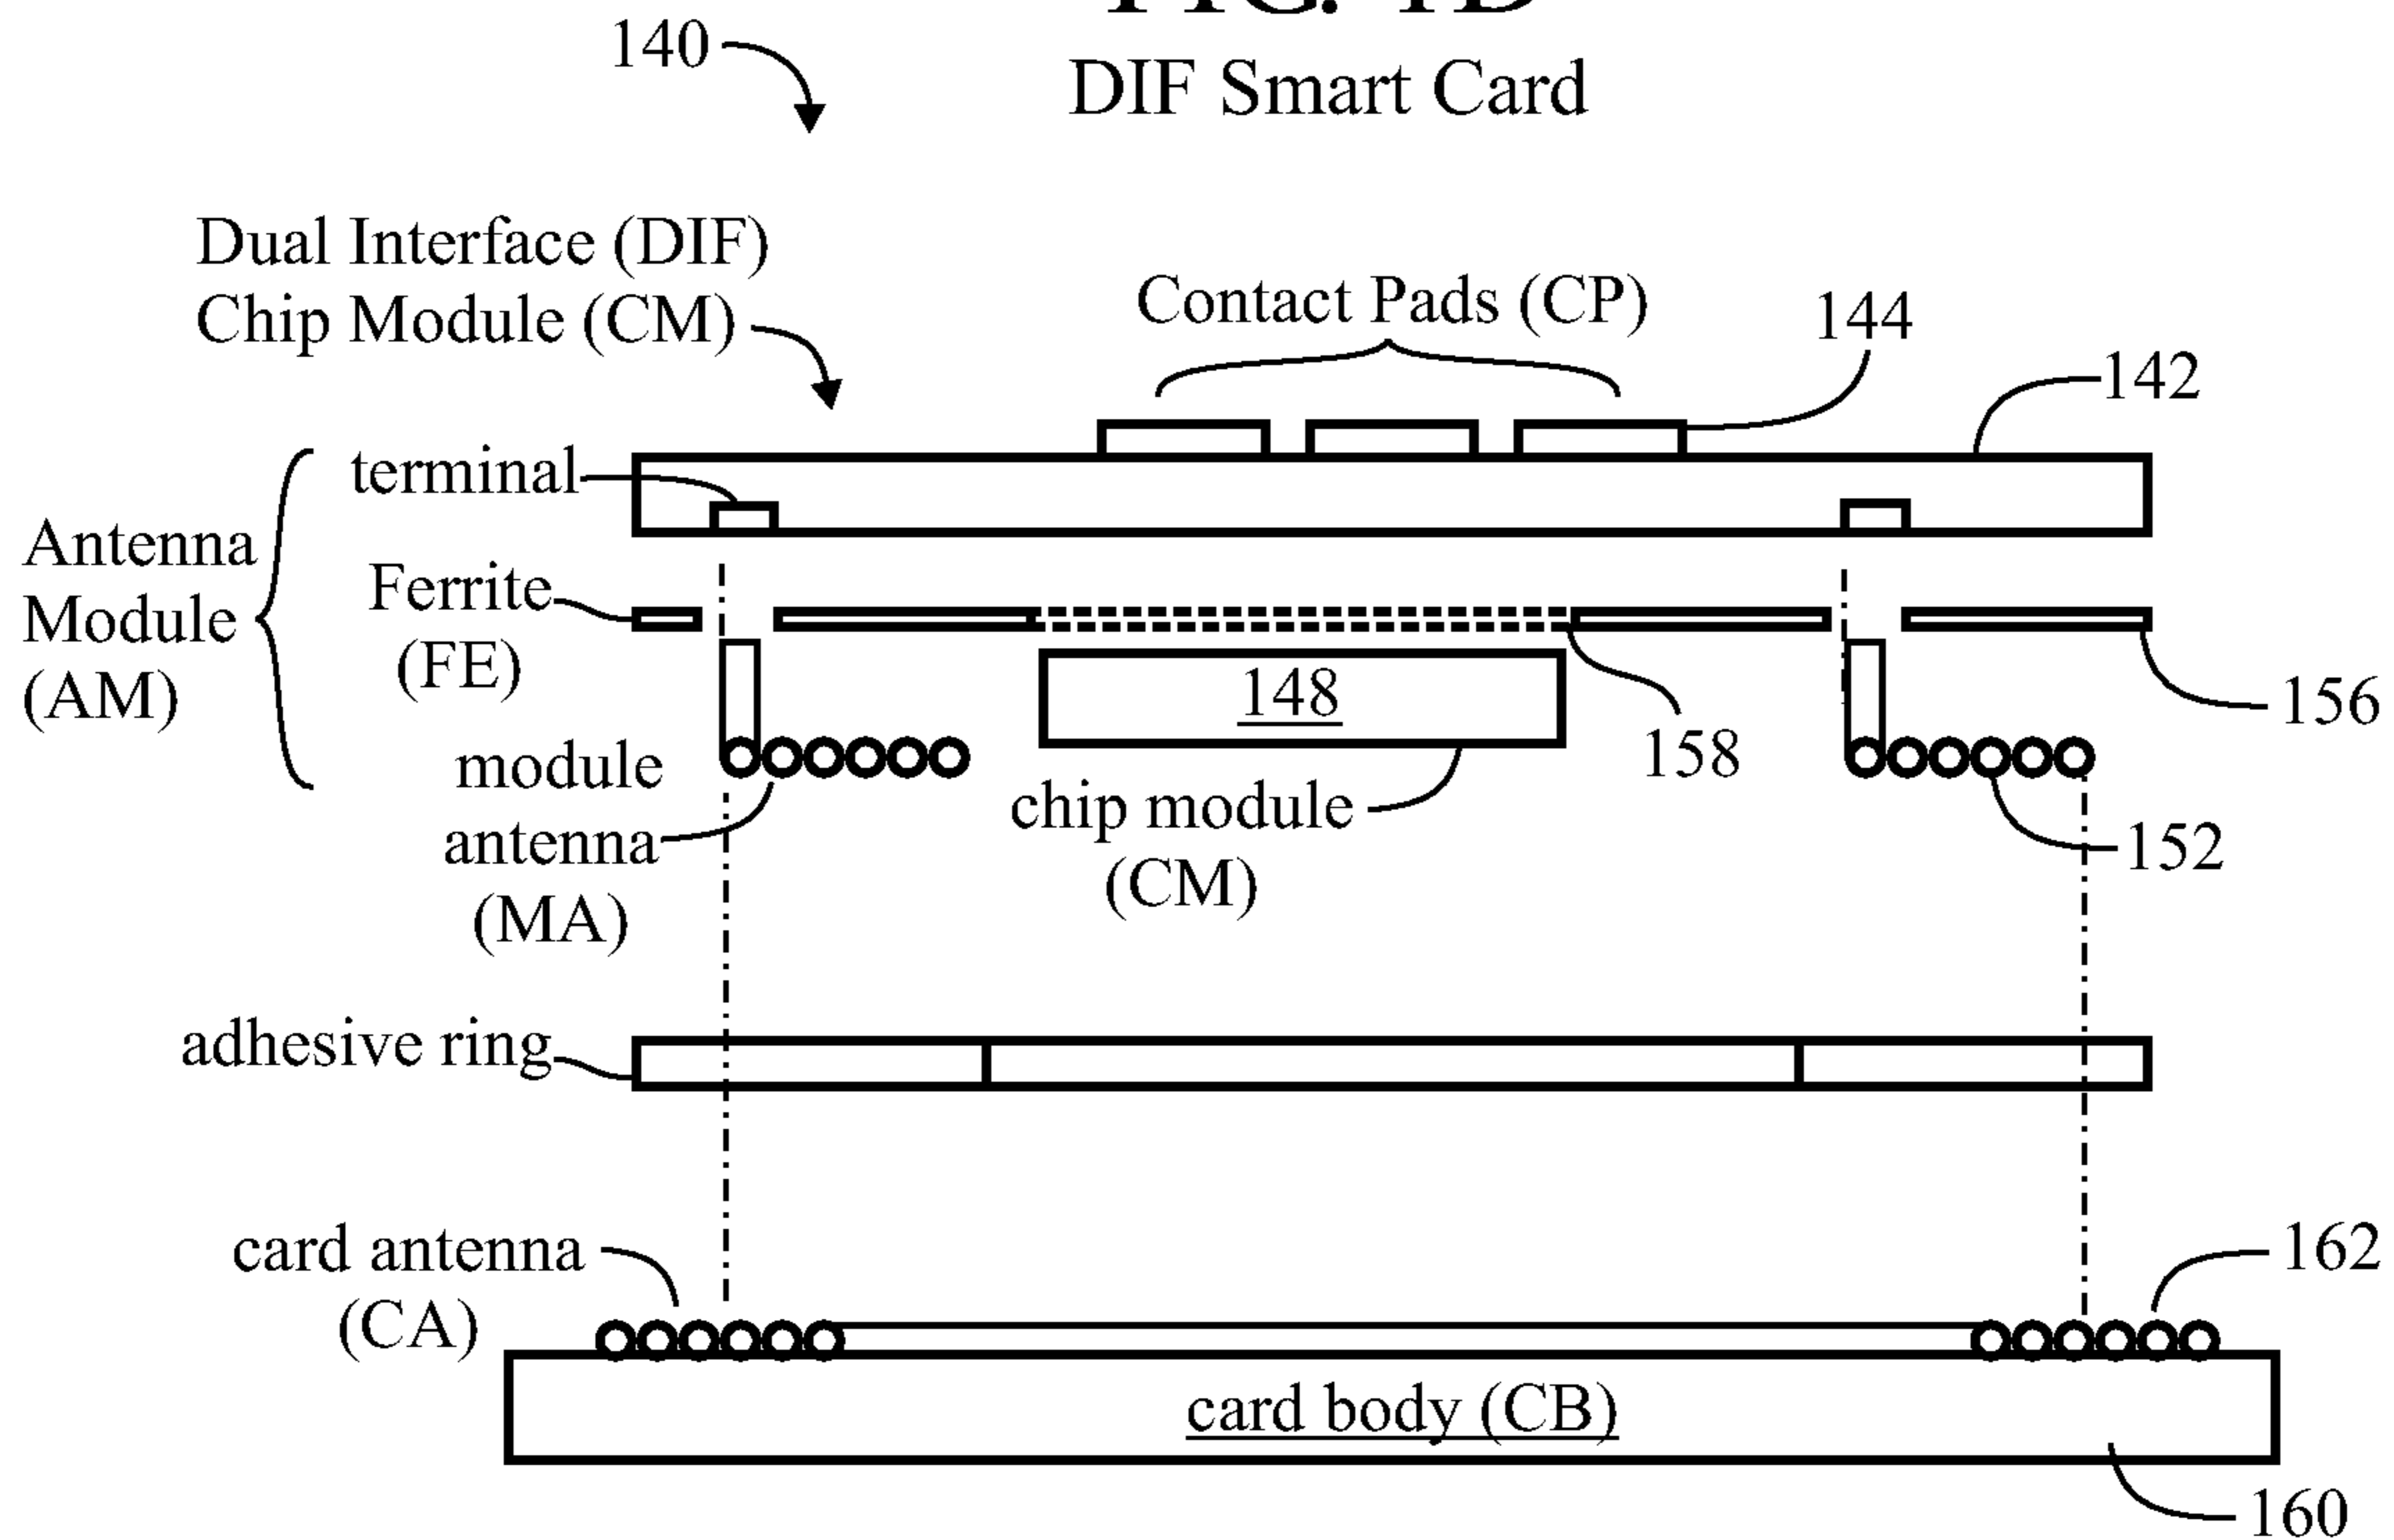 140
DIF Smart Card
Dual Interface (DIF)
Chip Module (CM)
Contact Pads (CP)
144
142
terminal
Antenna
Module
(AM)
Ferrite
(FE)
148
158
156
module
antenna
(MA)
chip module
(CM)
152
adhesive ring
card antenna
(CA)
162
card body (CB)
160